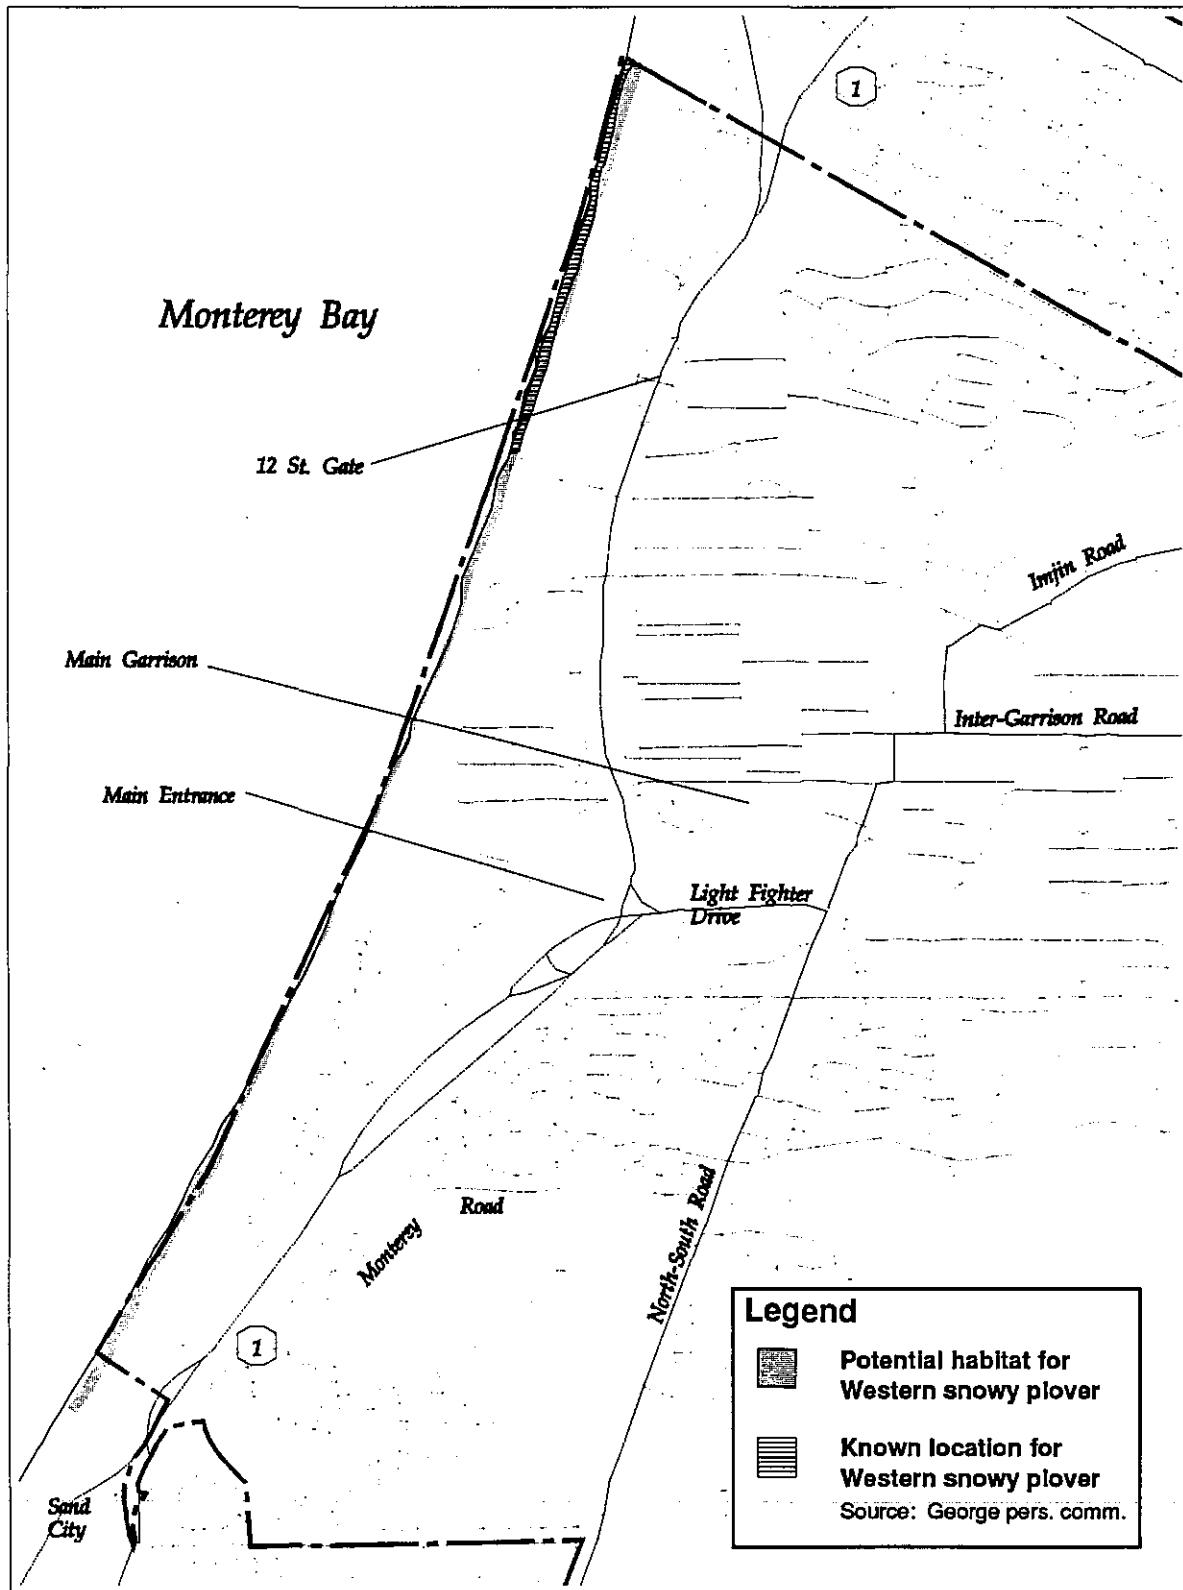 1
Monterey Bay
12 St. Gate
Imjin Road
Main Garrison
Inter-Garrison Road
Main Entrance
Light Fighter
Drive
Monterey Road
North-South Road
1
Sand
City
Legend
Potential habitat for
Western snowy plover
Known location for
Western snowy plover
Source: George pers. comm.